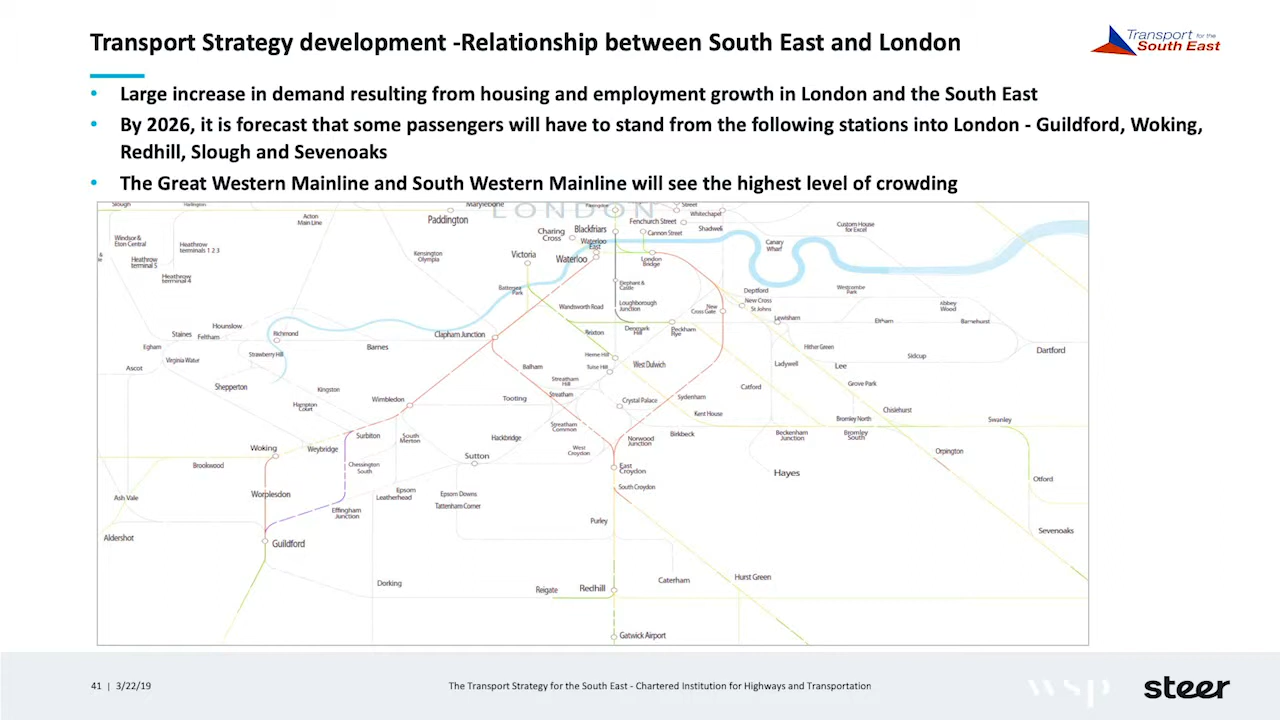 Transport Strategy development -Relationship between South East and London
Transport for the
South East
• Large increase in demand resulting from housing and employment growth in London and the South East
• By 2026, it is forecast that some passengers will have to stand from the following stations into London - Guildford, Woking,
Redhill, Slough and Sevenoaks
• The Great Western Mainline and South Western Mainline will see the highest level of crowding
Slough
Marylebone
Street
LONDON
Paddington
Acton
Main Line
Whitechapel
Fenchurch Street
Cannon Street
Shadwell
Custom House
for Excel
Charing
Cross
Blackfriars
Waterloo
East
Windsor &
Eton Central
Heathrow
terminals 1 2 3
Canary
Wharf
Kensington
Olympia
Victoria
Waterloo
London
Bridge
Heathrow
terminal 5
Heathrow
terminal 4
Battersea
Park
Elephant &
Castle
Deptford
Westcombe
Park
Wandsworth Road
Loughborough
Junction
New
Cross Gate
New Cross
St Johns
Abbey
Wood
Lewisham
Eltham
Barnehurst
Hounslow
Staines
Feltham
Richmond
Clapham Junction
Brixton
Denmark
Hill
Peckham
Rye
Egham
Barnes
Hither Green
Dartford
Virginia Water
Strawberry Hill
Herne Hill
Sidcup
Ascot
Balham
Tulse Hill
West Dulwich
Ladywell
Lee
Streatham
Hill
Shepperton
Kingston
Catford
Grove Park
Hampton
Court
Wimbledon
Tooting
Streatham
Crystal Palace
Sydenham
Kent House
Chislehurst
Bromley North
Swanley
Surbiton
South
Merton
Hackbridge
Streatham
Common
Norwood
Junction
Birkbeck
Beckenham
Junction
Bromley
South
Woking
Weybridge
West
Croydon
Orpington
Sutton
Brookwood
Chessington
South
East
Croydon
Hayes
Otford
South Croydon
Ash Vale
Worplesdon
Epsom
Leatherhead
Epsom Downs
Tattenham Corner
Effingham
Junction
Purley
Sevenoaks
Aldershot
Guildford
Dorking
Reigate
Redhill
Caterham
Hurst Green
Gatwick Airport
41 | 3/22/19
The Transport Strategy for the South East - Chartered Institution for Highways and Transportation
wsp
steer